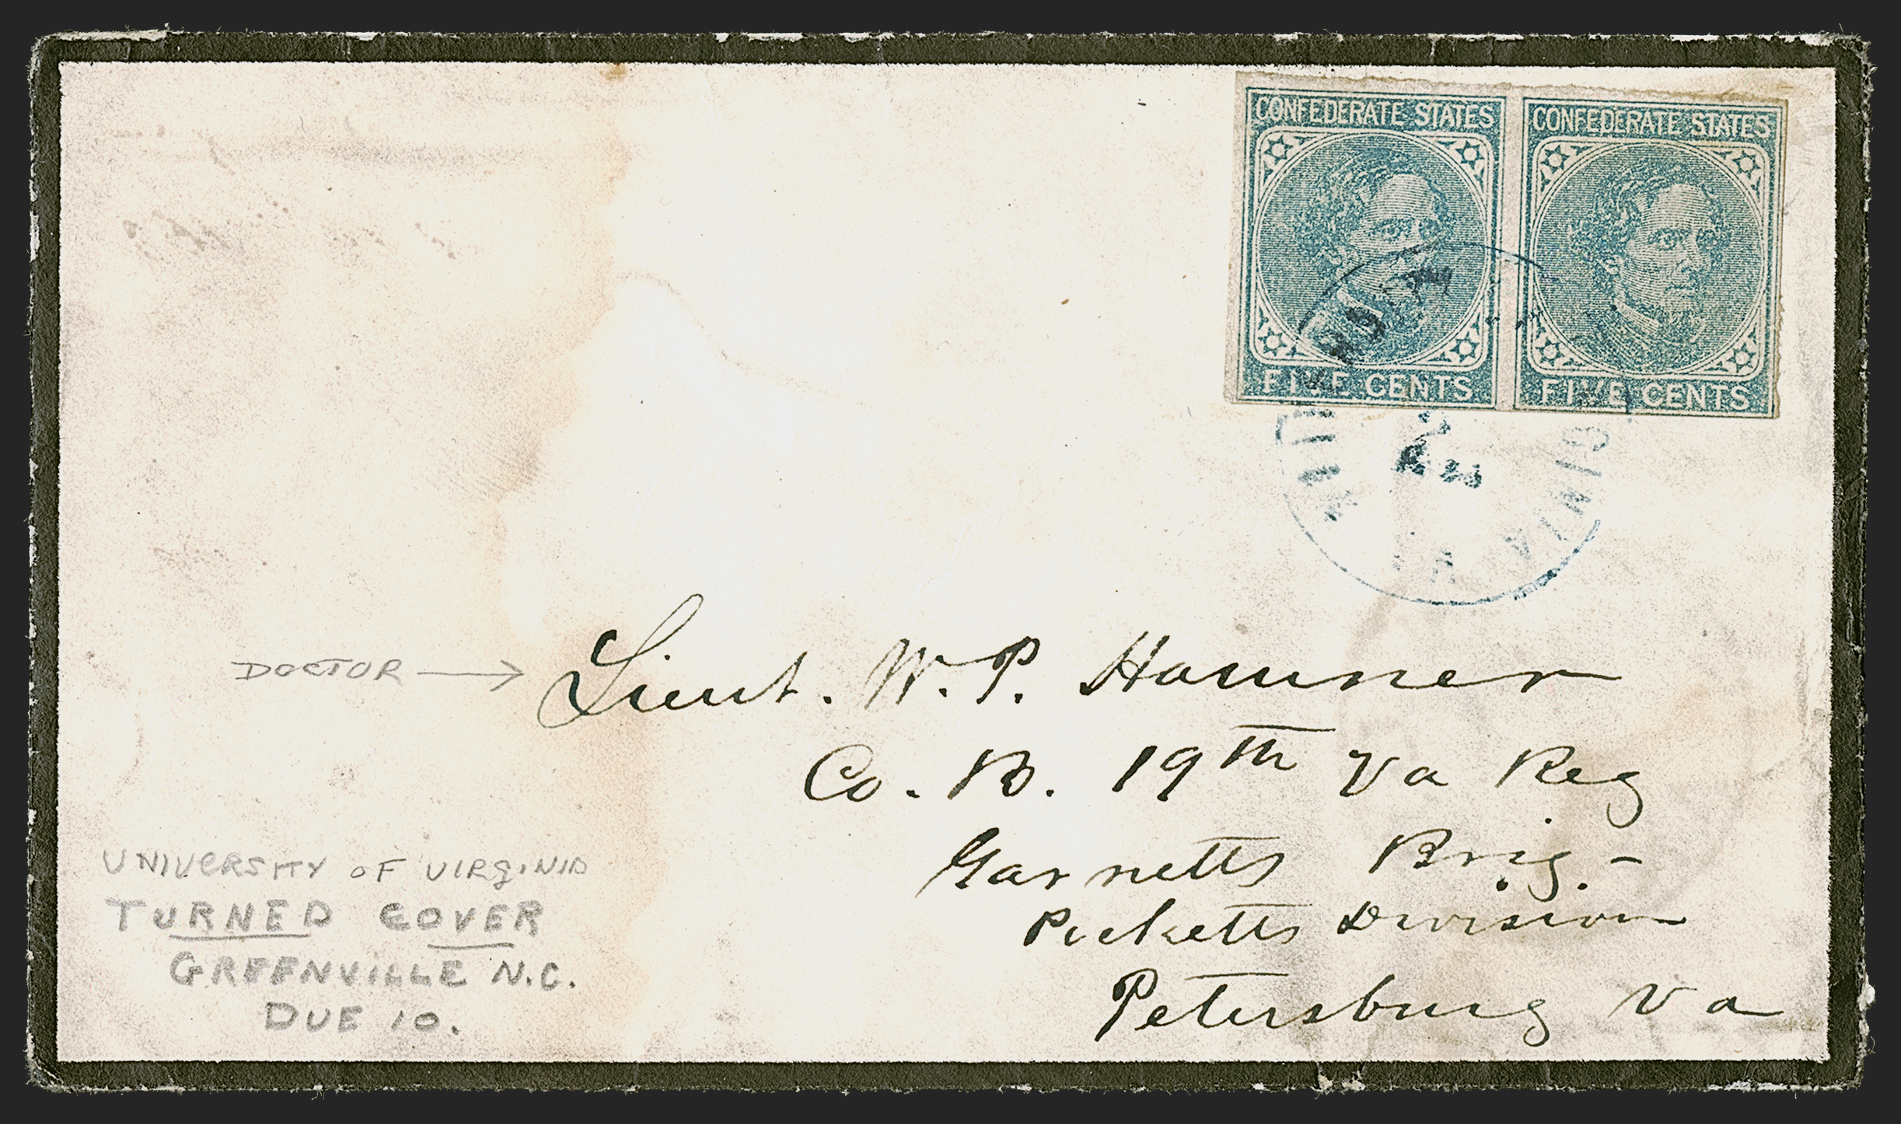 CONFEDERATE STATES
FIVE CENTS
CONFEDERATE STATES
FIVE CENTS
DOCTOR
Lieut. W. P. Hamner
Co. B. 19th Va Reg
Garnetts Brig -
Picketts Division
Petersburg Va
UNIVERSITY OF VIRGINIA
TURNED COVER
GREENVILLE N.C.
DUE 10.